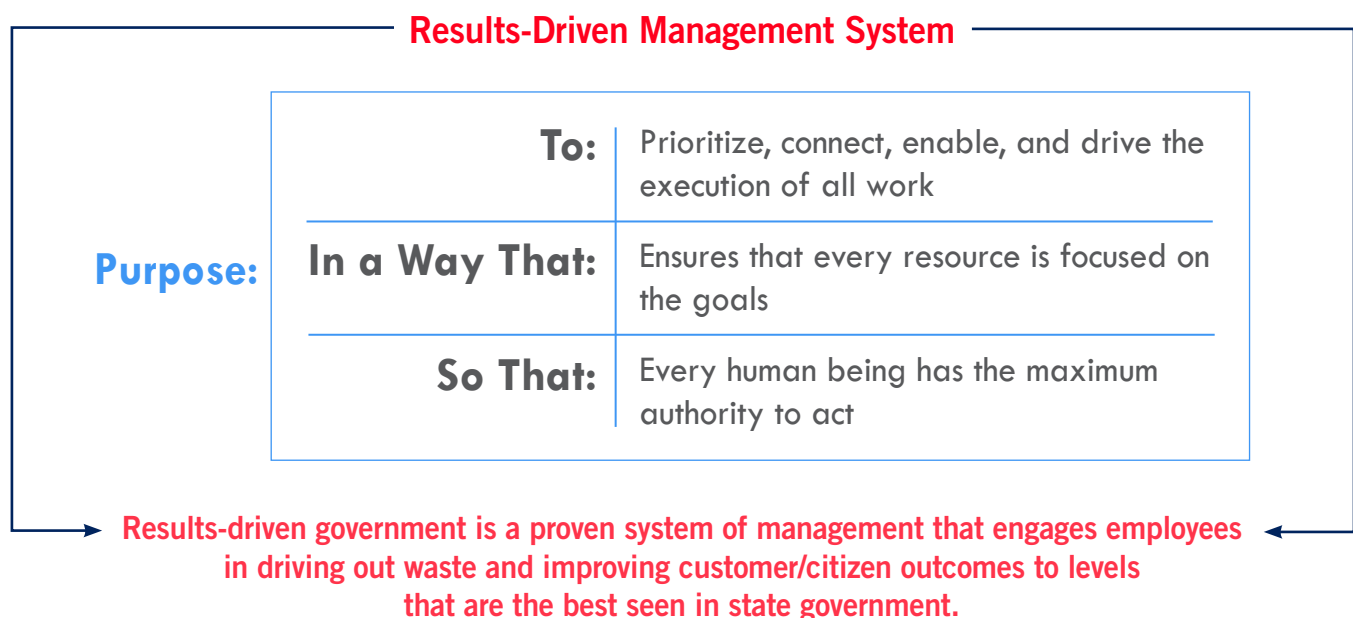 Results-Driven Management System
To:
Prioritize, connect, enable, and drive the
execution of all work
Purpose:
In a Way That:
Ensures that every resource is focused on
the goals
So That:
Every human being has the maximum
authority to act
Results-driven government is a proven system of management that engages employees
in driving out waste and improving customer/citizen outcomes to levels
that are the best seen in state government.